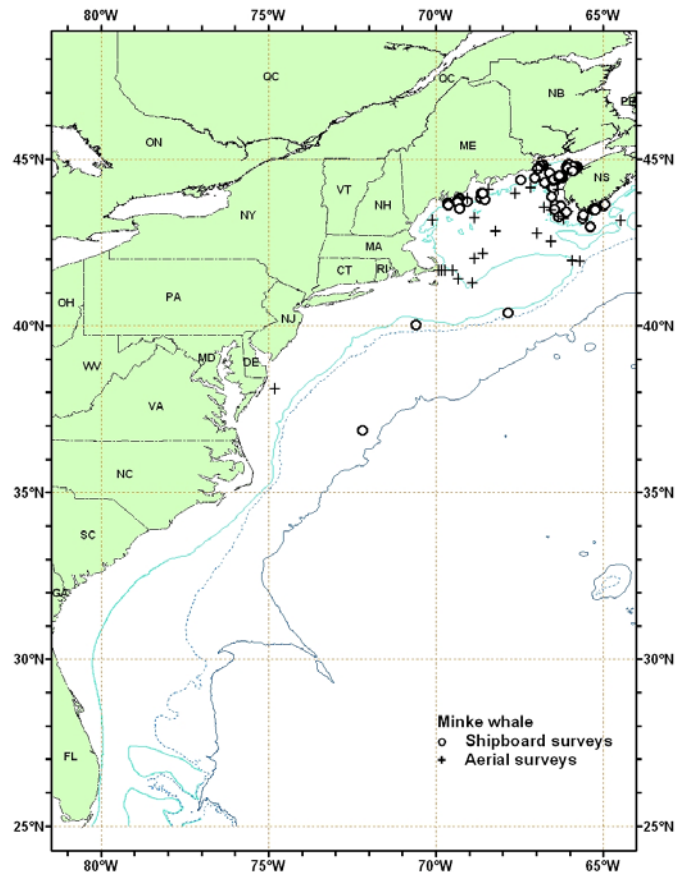 80°W 75°W 70°W 65°W
QC
QC
NB
PE
ON
ME
45°N 45°N
NS
VT
NH
NY
MA
CT RI
PA
OH
NJ
40°N 40°N
MD DE
WV
VA
NC
35°N 35°N
SC
GA
30°N 30°N
Minke whale
Shipboard surveys
FL
Aerial surveys
25°N 25°N
80°W 75°W 70°W 65°W